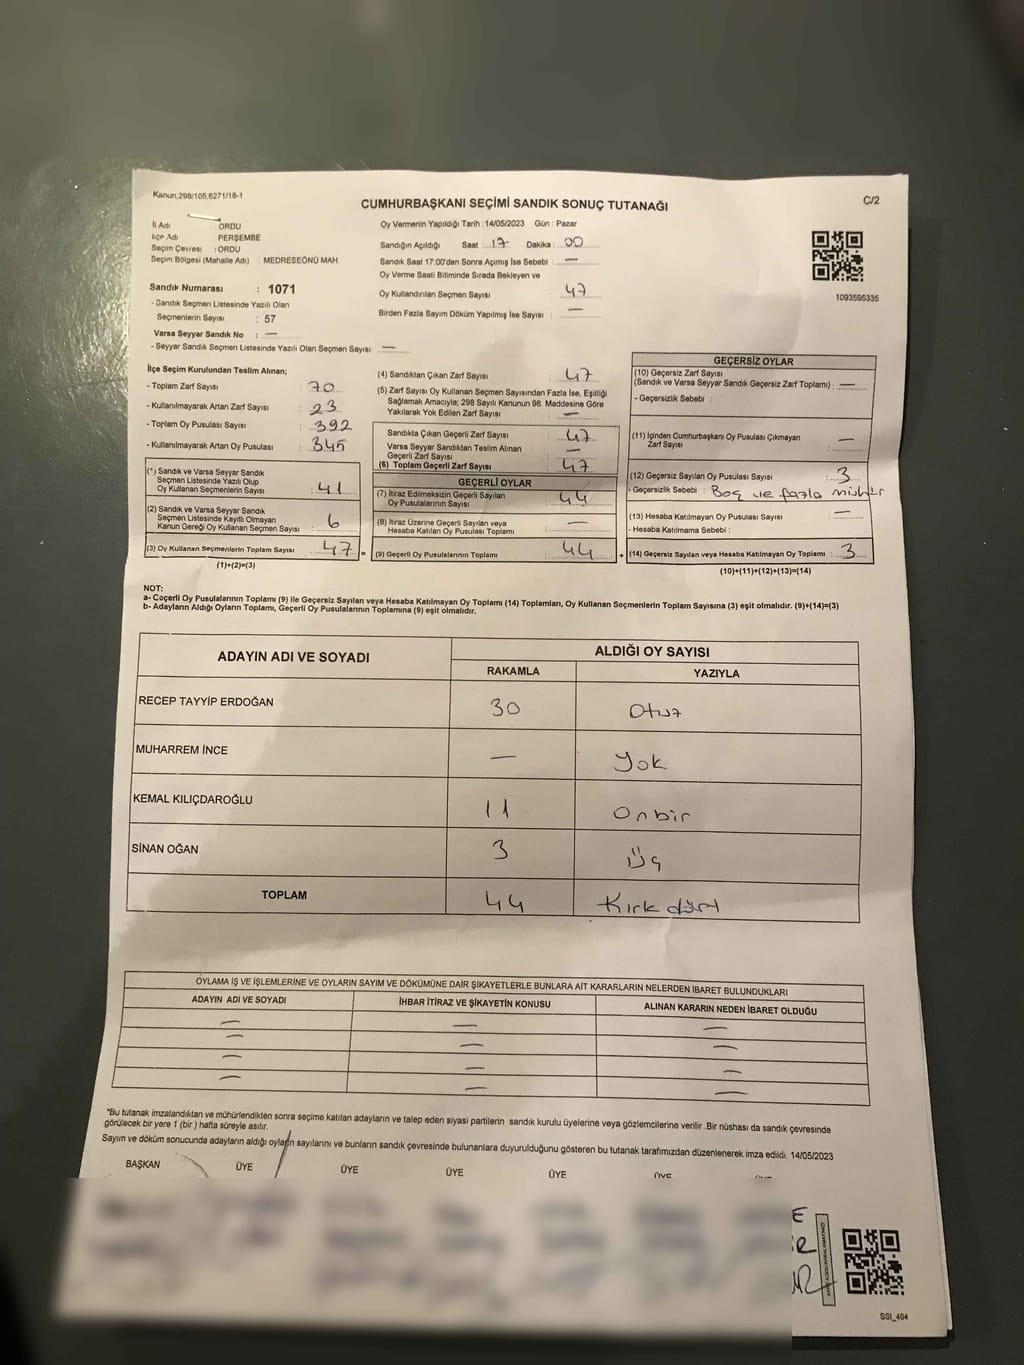 Kanun.298/105,6271/18-1
CUMHURBAŞKANI SEÇİMİ SANDIK SONUÇ TUTANAĞI
C/2
İl Adı : ORDU
İlçe Adı : PERŞEMBE
Seçim Çevresi : ORDU
Seçim Bölgesi (Mahalle Adı) : MEDRESEÖNÜ MAH.
Sandık Numarası : 1071
- Sandık Seçmen Listesinde Yazılı Olan
Seçmenlerin Sayısı : 57
Varsa Seyyar Sandık No : —
- Seyyar Sandık Seçmen Listesinde Yazılı Olan Seçmen Sayısı: —
Oy Vermenin Yapıldığı Tarih : 14/05/2023 Gün : Pazar
Sandığın Açıldığı Saat : 17 Dakika : 00
Sandık Saat 17:00'den Sonra Açımış İse Sebebi : —
Oy Verme Saati Bitiminde Sırada Bekleyen ve
Oy Kullandırılan Seçmen Sayısı : 47
Birden Fazla Sayım Döküm Yapılmış İse Sayısı : —
1093595335
İlçe Seçim Kurulundan Teslim Alınan;
- Toplam Zarf Sayısı : 70
- Kullanılmayarak Artan Zarf Sayısı : 23
- Toplam Oy Pusulası Sayısı : 392
- Kullanılmayarak Artan Oy Pusulası : 345
(1) Sandık ve Varsa Seyyar Sandık
Seçmen Listesinde Yazılı Olup
Oy Kullanan Seçmenlerin Sayısı : 41
(2) Sandık ve Varsa Seyyar Sandık
Seçmen Listesinde Kayıtlı Olmayan
Kanun Gereği Oy Kullanan Seçmen Sayısı : 6
(3) Oy Kullanan Seçmenlerin Toplam Sayısı : 47 =
(1)+(2)=(3)
(4) Sandıktan Çıkan Zarf Sayısı : 47
(5) Zarf Sayısı Oy Kullanan Seçmen Sayısından Fazla İse, Eşitliği
Sağlamak Amacıyla; 298 Sayılı Kanunun 98. Maddesine Göre
Yakılarak Yok Edilen Zarf Sayısı : —
Sandıkta Çıkan Geçerli Zarf Sayısı : 47
Varsa Seyyar Sandıktan Teslim Alınan
Geçerli Zarf Sayısı : —
(6) Toplam Geçerli Zarf Sayısı : 47
GEÇERLİ OYLAR
(7) İtiraz Edilmeksizin Geçerli Sayılan
Oy Pusulalarının Sayısı : 44
(8) İtiraz Üzerine Geçerli Sayılan veya
Hesaba Katılan Oy Pusulası Toplamı : —
(9) Geçerli Oy Pusulalarının Toplamı : 44 +
GEÇERSİZ OYLAR
(10) Geçersiz Zarf Sayısı
(Sandık ve Varsa Seyyar Sandık Geçersiz Zarf Toplamı) : —
- Geçersizlik Sebebi :
(11) İçinden Cumhurbaşkanı Oy Pusulası Çıkmayan
Zarf Sayısı : —
(12) Geçersiz Sayılan Oy Pusulası Sayısı : 3
- Geçersizlik Sebebi : Boş ve fazla mühür
(13) Hesaba Katılmayan Oy Pusulası Sayısı : —
- Hesaba Katılmama Sebebi :
(14) Geçersiz Sayılan veya Hesaba Katılmayan Oy Toplamı : 3
(10)+(11)+(12)+(13)=(14)
NOT:
a- Geçerli Oy Pusulalarının Toplamı (9) ile Geçersiz Sayılan veya Hesaba Katılmayan Oy Toplamı (14) Toplamları, Oy Kullanan Seçmenlerin Toplam Sayısına (3) eşit olmalıdır. (9)+(14)=(3)
b- Adayların Aldığı Oyların Toplamı, Geçerli Oy Pusulalarının Toplamına (9) eşit olmalıdır.
ADAYIN ADI VE SOYADI
ALDIĞI OY SAYISI
RAKAMLA YAZIYLA
RECEP TAYYİP ERDOĞAN 30 Otuz
MUHARREM İNCE — Yok
KEMAL KILIÇDAROĞLU 11 Onbir
SİNAN OĞAN 3 üç
TOPLAM 44 Kırk dört
OYLAMA İŞ VE İŞLEMLERİNE VE OYLARIN SAYIM VE DÖKÜMÜNE DAİR ŞİKAYETLERLE BUNLARA AİT KARARLARIN NELERDEN İBARET BULUNDUKLARI
ADAYIN ADI VE SOYADI İHBAR İTİRAZ VE ŞİKAYETİN KONUSU ALINAN KARARIN NEDEN İBARET OLDUĞU
— — —
— — —
— — —
— — —
*Bu tutanak imzalandıktan ve mühürlendikten sonra seçime katılan adayların ve talep eden siyasi partilerin sandık kurulu üyelerine veya gözlemcilerine verilir .Bir nüshası da sandık çevresinde
görülecek bir yere 1 (bir ) hafta süreyle asılır.
Sayım ve döküm sonucunda adayların aldığı oyların sayılarını ve bunların sandık çevresinde bulunanlara duyurulduğunu gösteren bu tutanak tarafımızdan düzenlenerek imza edildi. 14/05/2023
BAŞKAN ÜYE ÜYE ÜYE ÜYE ÜYE
SSI_404